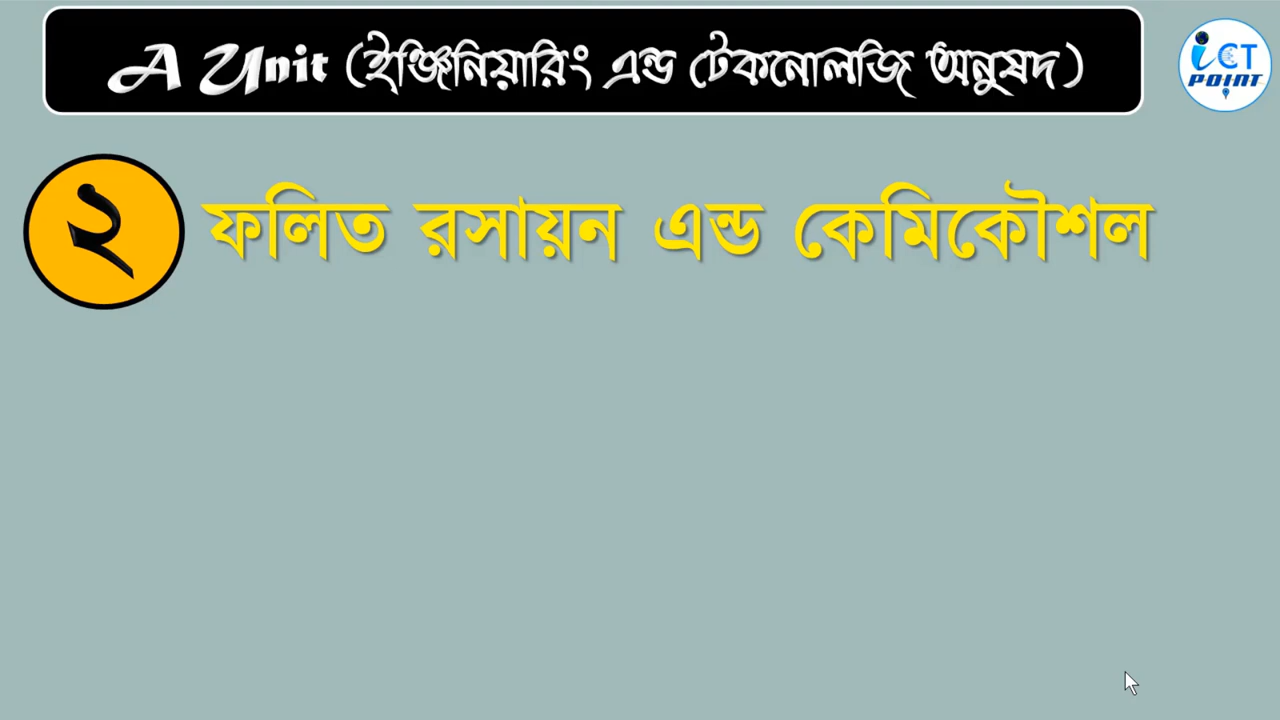 A Unit (ইঞ্জিনিয়ারিং এন্ড টেকনোলজি অনুষদ)
iCT
POINT
২ ফলিত রসায়ন এন্ড কেমিকৌশল